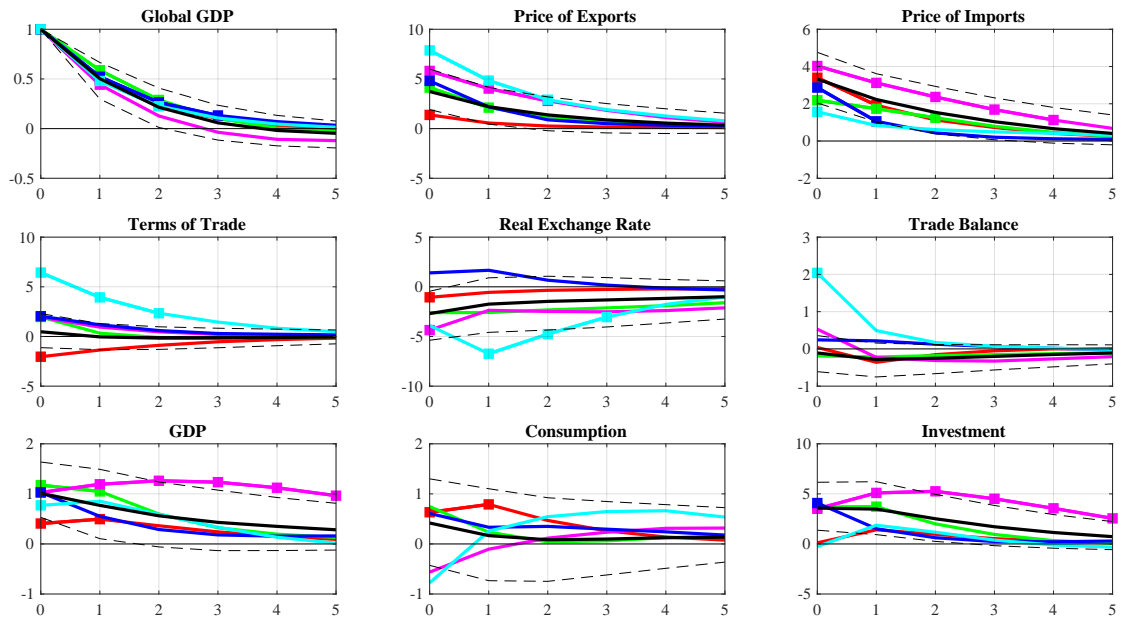 Global GDP
1
0.5
0
-0.5
0 1 2 3 4 5
Price of Exports
10
5
0
-5
0 1 2 3 4 5
Price of Imports
6
4
2
0
-2
0 1 2 3 4 5
Terms of Trade
10
5
0
-5
0 1 2 3 4 5
Real Exchange Rate
5
0
-5
-10
0 1 2 3 4 5
Trade Balance
3
2
1
0
-1
0 1 2 3 4 5
GDP
2
1
0
-1
0 1 2 3 4 5
Consumption
2
1
0
-1
0 1 2 3 4 5
Investment
10
5
0
-5
0 1 2 3 4 5